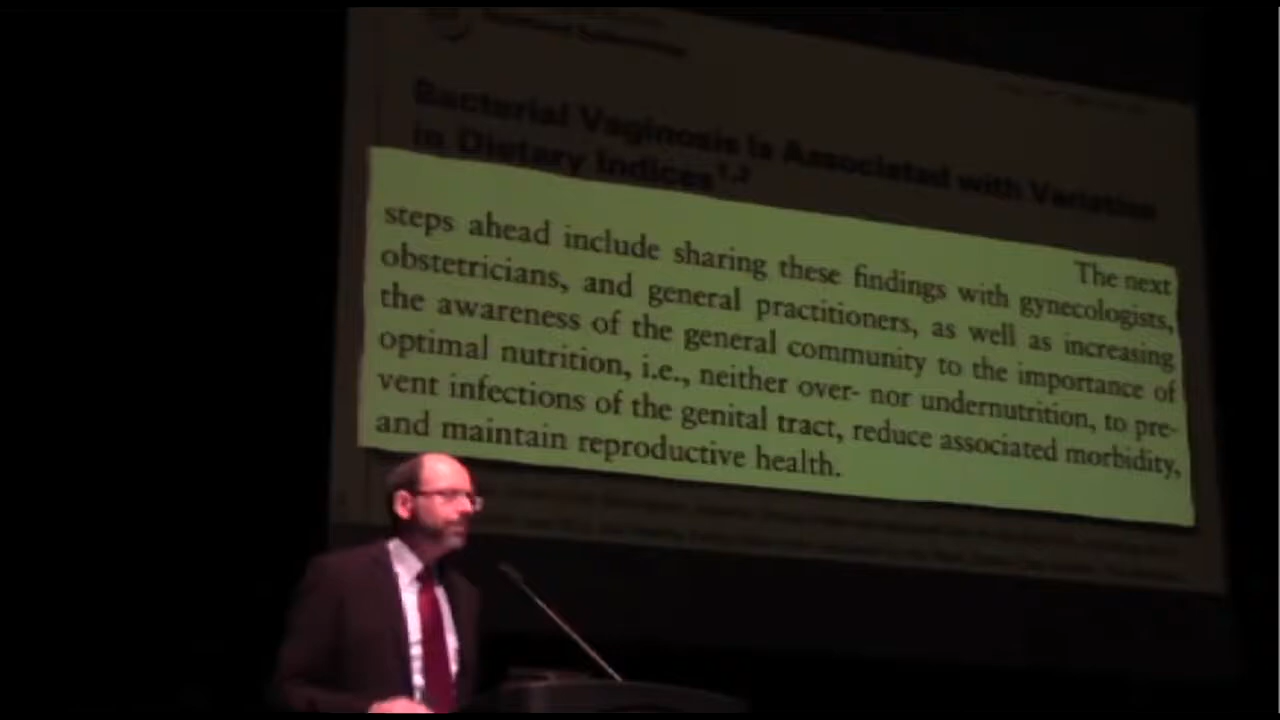 Bacterial Vaginosis is Associated with Variation
in Dietary Indices1,2
The next
steps ahead include sharing these findings with gynecologists,
obstetricians, and general practitioners, as well as increasing
the awareness of the general community to the importance of
optimal nutrition, i.e., neither over- nor undernutrition, to pre-
vent infections of the genital tract, reduce associated morbidity,
and maintain reproductive health.